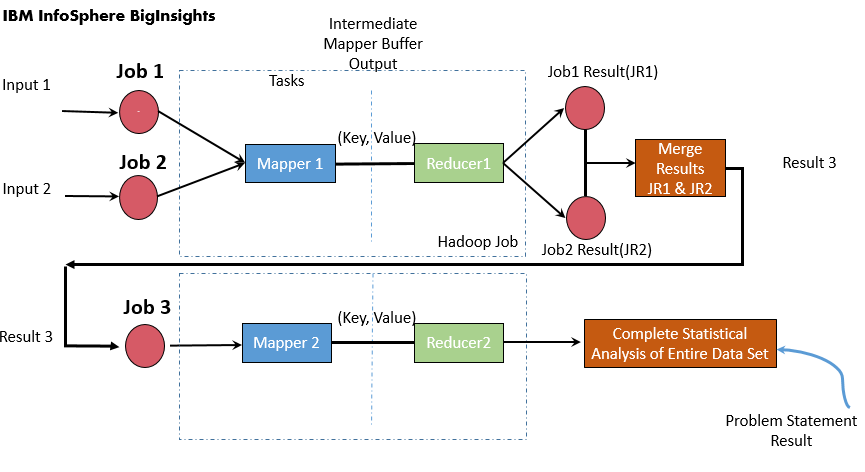 IBM InfoSphere BigInsights
Intermediate
Mapper Buffer
Output
Input 1
Job 1
Tasks
Job1 Result(JR1)
(Key, Value)
Mapper 1
Reducer1
Merge
Results
JR1 & JR2
Result 3
Job 2
Input 2
Hadoop Job
Job2 Result(JR2)
Job 3
(Key, Value)
Result 3
Mapper 2
Reducer2
Complete Statistical
Analysis of Entire Data Set
Problem Statement
Result